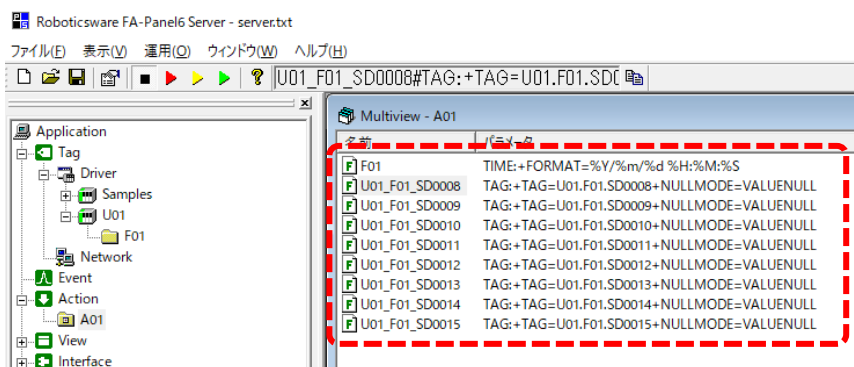 Roboticsware FA-Panel6 Server - server.txt
ファイル(F) 表示(V) 運用(O) ウィンドウ(W) ヘルプ(H)
U01_F01_SD0008#TAG:+TAG=U01.F01.SD
Application
Tag
Driver
Samples
U01
F01
Network
Event
Action
A01
View
Interface
Multiview - A01
名前 パラメータ
F01 TIME:+FORMAT=%Y/%m/%d %H:%M:%S
U01_F01_SD0008 TAG:+TAG=U01.F01.SD0008+NULLMODE=VALUENULL
U01_F01_SD0009 TAG:+TAG=U01.F01.SD0009+NULLMODE=VALUENULL
U01_F01_SD0010 TAG:+TAG=U01.F01.SD0010+NULLMODE=VALUENULL
U01_F01_SD0011 TAG:+TAG=U01.F01.SD0011+NULLMODE=VALUENULL
U01_F01_SD0012 TAG:+TAG=U01.F01.SD0012+NULLMODE=VALUENULL
U01_F01_SD0013 TAG:+TAG=U01.F01.SD0013+NULLMODE=VALUENULL
U01_F01_SD0014 TAG:+TAG=U01.F01.SD0014+NULLMODE=VALUENULL
U01_F01_SD0015 TAG:+TAG=U01.F01.SD0015+NULLMODE=VALUENULL